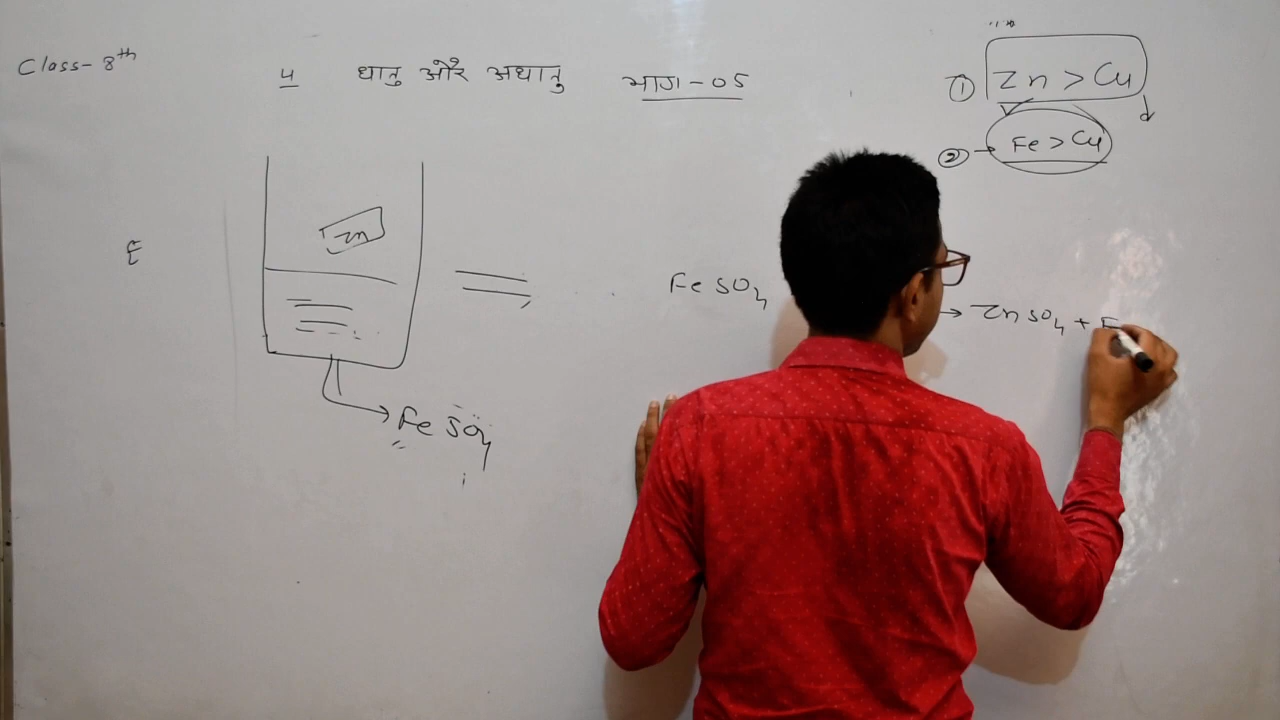 Class- 8th
4 धातु और अधातु भाग-05
① Zn > Cu
② → Fe > Cu
Zn
FeSO4
FeSO4 → ZnSO4 + F